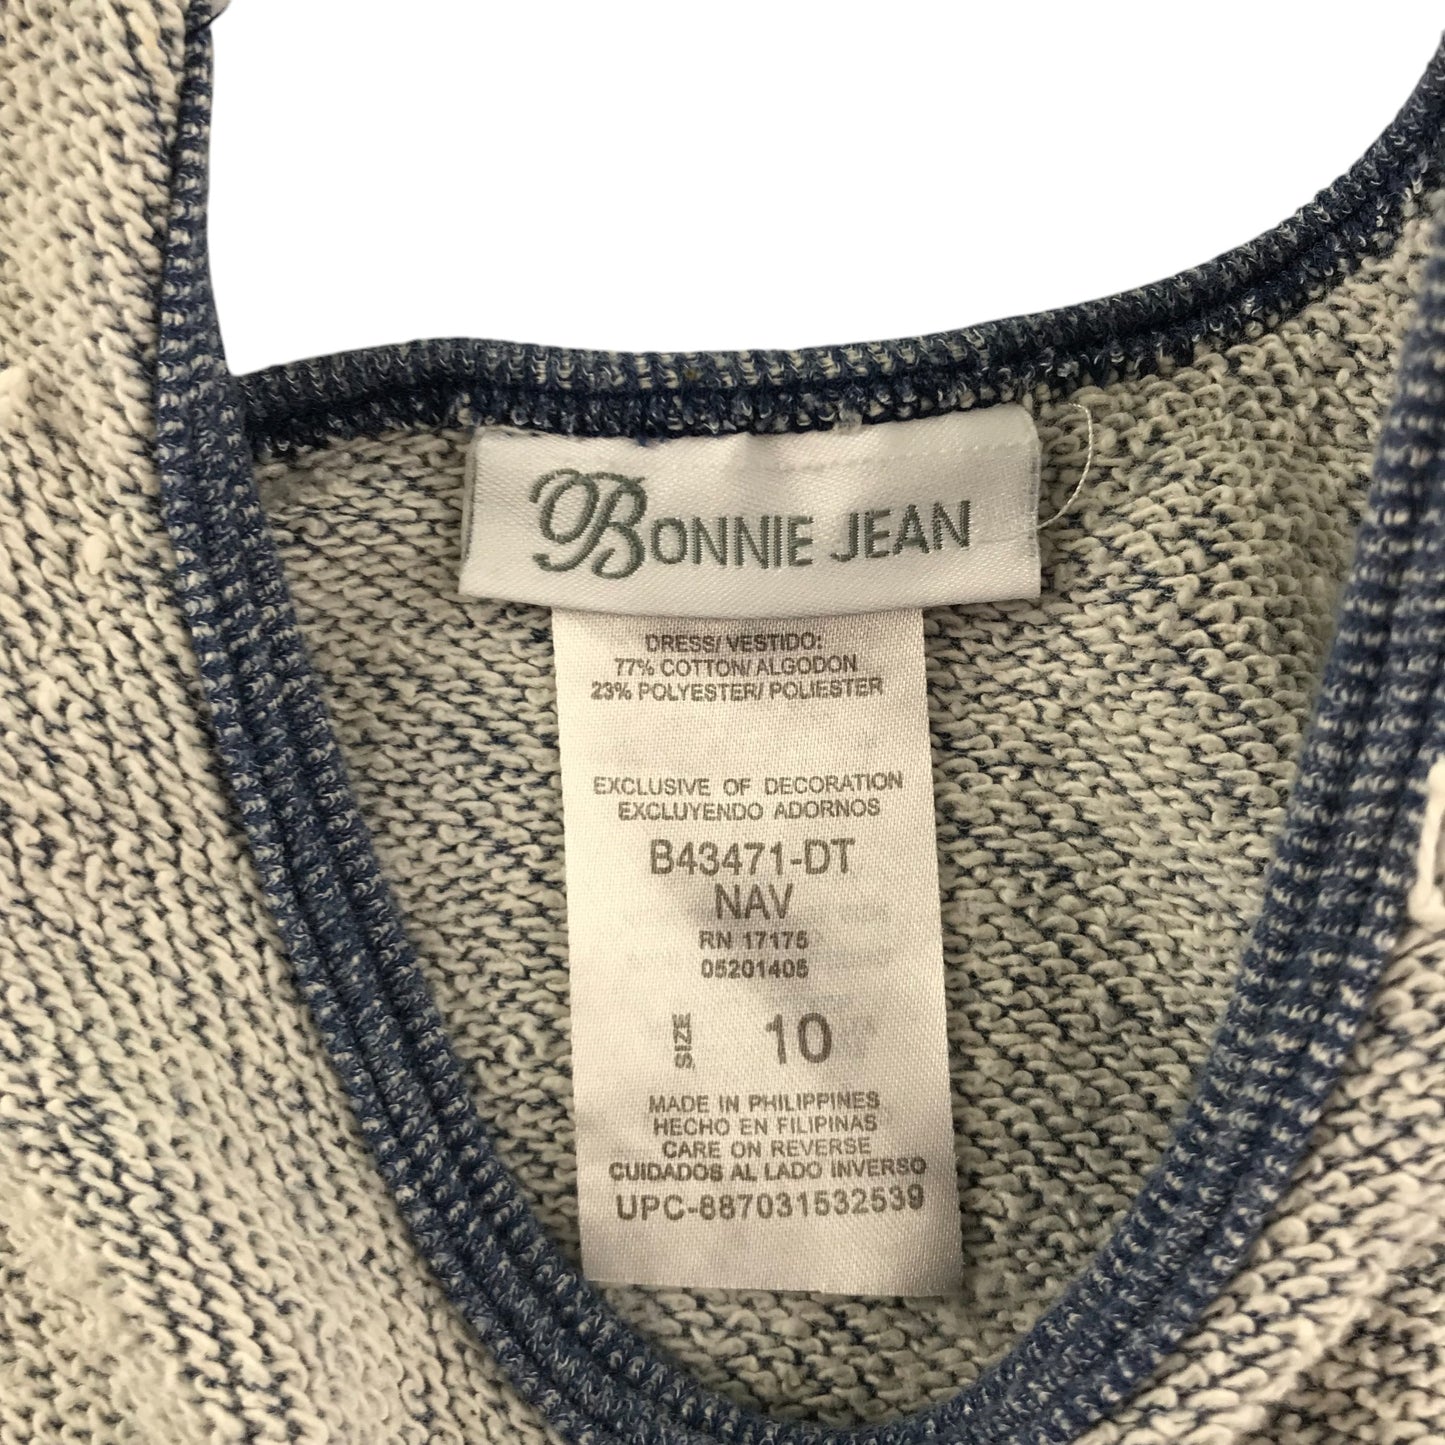 BONNIE JEAN
DRESS/ VESTIDO:
77% COTTON/ ALGODON
23% POLYESTER/ POLIESTER
EXCLUSIVE OF DECORATION
EXCLUYENDO ADORNOS
B43471-DT
NAV
RN 17175
05201405
SIZE 10
MADE IN PHILIPPINES
HECHO EN FILIPINAS
CARE ON REVERSE
CUIDADOS AL LADO INVERSO
UPC-887031532539